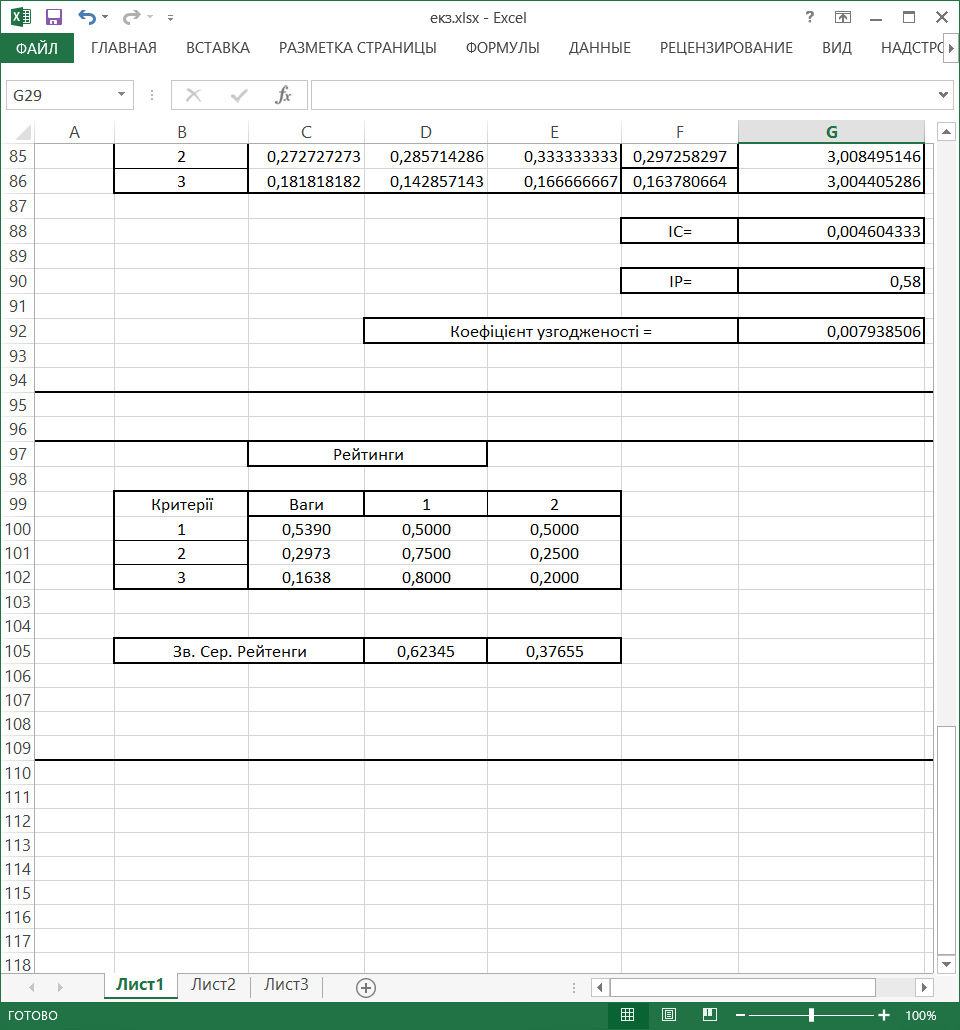 екз.xlsx - Excel
ФАЙЛ ГЛАВНАЯ ВСТАВКА РАЗМЕТКА СТРАНИЦЫ ФОРМУЛЫ ДАННЫЕ РЕЦЕНЗИРОВАНИЕ ВИД НАДСТРО
G29 fx
A B C D E F G
85 2 0,272727273 0,285714286 0,333333333 0,297258297 3,008495146
86 3 0,181818182 0,142857143 0,166666667 0,163780664 3,004405286
87
88 ІС= 0,004604333
89
90 ІР= 0,58
91
92 Коефіцієнт узгодженості = 0,007938506
93
94
95
96
97 Рейтинги
98
99 Критерії Ваги 1 2
100 1 0,5390 0,5000 0,5000
101 2 0,2973 0,7500 0,2500
102 3 0,1638 0,8000 0,2000
103
104
105 Зв. Сер. Рейтенги 0,62345 0,37655
106
107
108
109
110
111
112
113
114
115
116
117
118
Лист1 Лист2 Лист3
ГОТОВО 100%